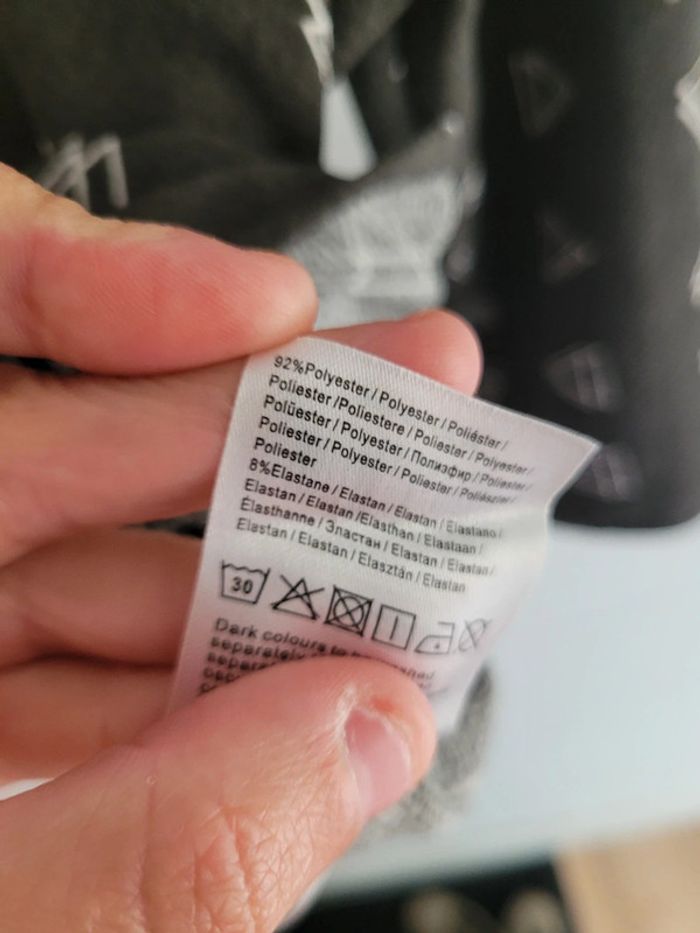 92%Polyester / Polyester / Poliéster /
Poliester /Poliestere / Poliester / Polyester /
Polüester / Polyester / Полиэфир / Poliester /
Poliester / Polyester / Poliester / Poliészter /
Poliester
8%Elastane / Elastan / Elastan / Elastano /
Elastan / Elastan /Elasthan / Elastaan /
Élasthanne / Эластан / Elastan / Elastan /
Elastan / Elastan / Elasztán / Elastan
30
Dark colours to be
separately